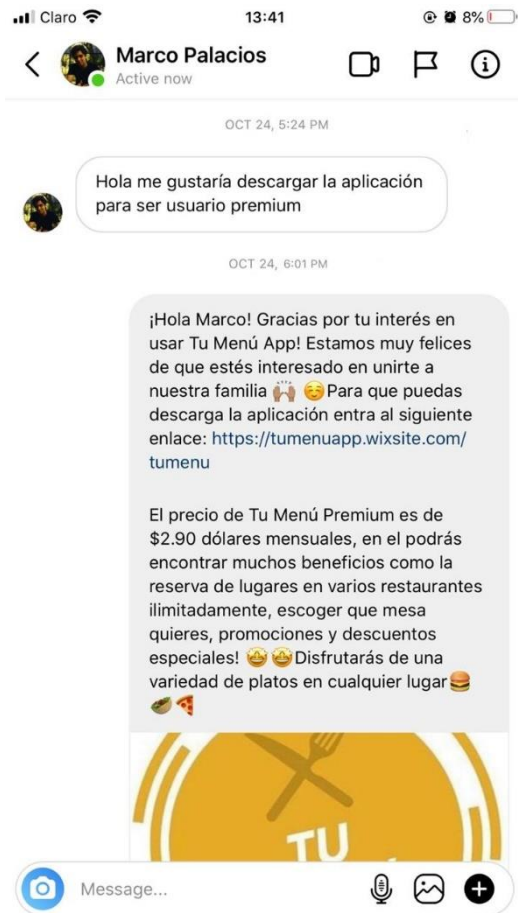 Claro 13:41 8%
Marco Palacios
Active now
OCT 24, 5:24 PM
Hola me gustaría descargar la aplicación
para ser usuario premium
OCT 24, 6:01 PM
¡Hola Marco! Gracias por tu interés en
usar Tu Menú App! Estamos muy felices
de que estés interesado en unirte a
nuestra familia 🙌🏽 ☺️Para que puedas
descarga la aplicación entra al siguiente
enlace: https://tumenuapp.wixsite.com/
tumenu
El precio de Tu Menú Premium es de
$2.90 dólares mensuales, en el podrás
encontrar muchos beneficios como la
reserva de lugares en varios restaurantes
ilimitadamente, escoger que mesa
quieres, promociones y descuentos
especiales! 🤩🤩Disfrutarás de una
variedad de platos en cualquier lugar🍔
🥗🍕
TU
Message...